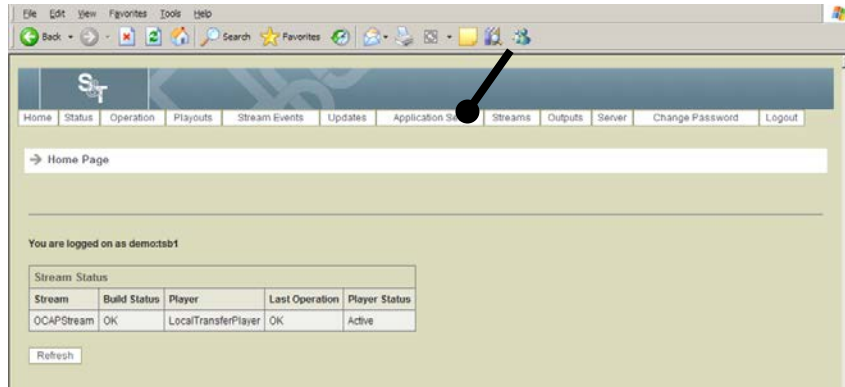 File Edit View Favorites Tools Help
Back Search Favorites
S&T
Home Status Operation Playouts Stream Events Updates Application Streams Outputs Server Change Password Logout
Home Page
You are logged on as demo:tsb1
Stream Status
Stream Build Status Player Last Operation Player Status
OCAPStream OK LocalTransferPlayer OK Active
Refresh